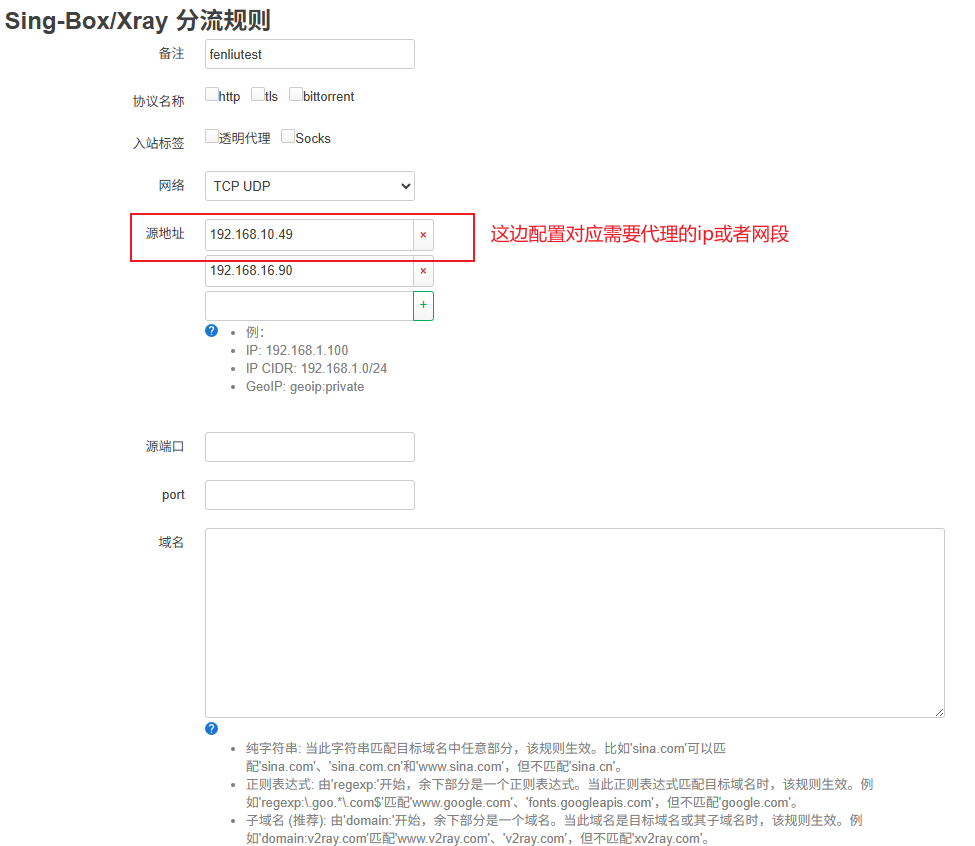 Sing-Box/Xray 分流规则
备注 fenliutest
协议名称 http tls bittorrent
入站标签 透明代理 Socks
网络 TCP UDP
源地址 192.168.10.49 × 这边配置对应需要代理的ip或者网段
192.168.16.90 ×
+
? • 例：
• IP: 192.168.1.100
• IP CIDR: 192.168.1.0/24
• GeoIP: geoip:private
源端口
port
域名
?
• 纯字符串: 当此字符串匹配目标域名中任意部分，该规则生效。比如'sina.com'可以匹
配'sina.com'、'sina.com.cn'和'www.sina.com'，但不匹配'sina.cn'。
• 正则表达式: 由'regexp:'开始，余下部分是一个正则表达式。当此正则表达式匹配目标域名时，该规则生效。例
如'regexp:\.goo.*\.com$'匹配'www.google.com'、'fonts.googleapis.com'，但不匹配'google.com'。
• 子域名 (推荐): 由'domain:'开始，余下部分是一个域名。当此域名是目标域名或其子域名时，该规则生效。例
如'domain:v2ray.com'匹配'www.v2ray.com'、'v2ray.com'，但不匹配'xv2ray.com'。